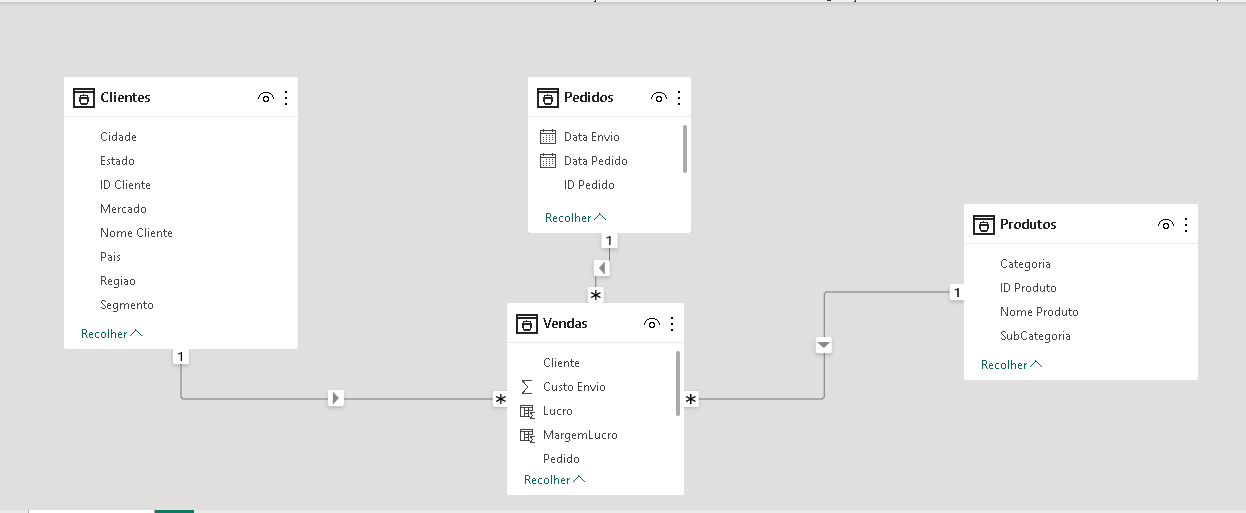 Clientes
Cidade
Estado
ID Cliente
Mercado
Nome Cliente
Pais
Regiao
Segmento
Recolher
1
Pedidos
Data Envio
Data Pedido
ID Pedido
Recolher
1
*
Vendas
Cliente
Custo Envio
Lucro
MargemLucro
Pedido
Recolher
*
*
Produtos
Categoria
ID Produto
Nome Produto
SubCategoria
Recolher
1